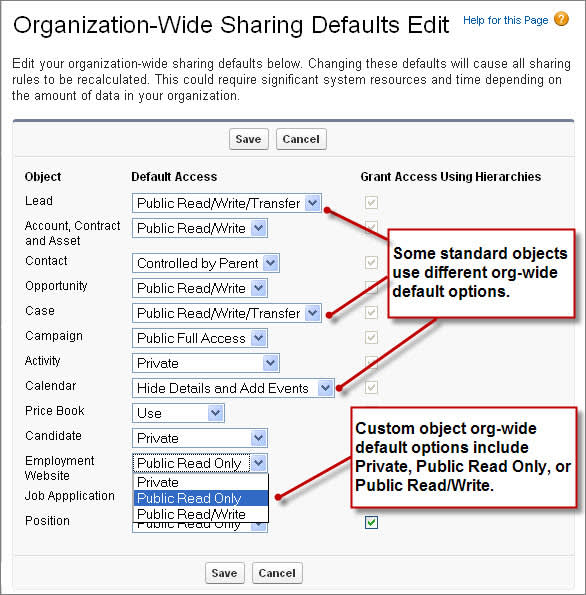 Organization-Wide Sharing Defaults Edit
Help for this Page
?
Edit your organization-wide sharing defaults below. Changing these defaults will cause all sharing
rules to be recalculated. This could require significant system resources and time depending on
the amount of data in your organization.
Save Cancel
Object Default Access Grant Access Using Hierarchies
Lead Public Read/Write/Transfer
Account, Contract
and Asset
Public Read/Write
Contact Controlled by Parent
Opportunity Public Read/Write
Case Public Read/Write/Transfer
Campaign Public Full Access
Activity Private
Calendar Hide Details and Add Events
Price Book Use
Candidate Private
Employment
Website
Public Read Only
Private
Job Appplication Public Read Only
Public Read/Write
Position Public Read Only
Some standard objects
use different org-wide
default options.
Custom object org-wide
default options include
Private, Public Read Only, or
Public Read/Write.
Save Cancel